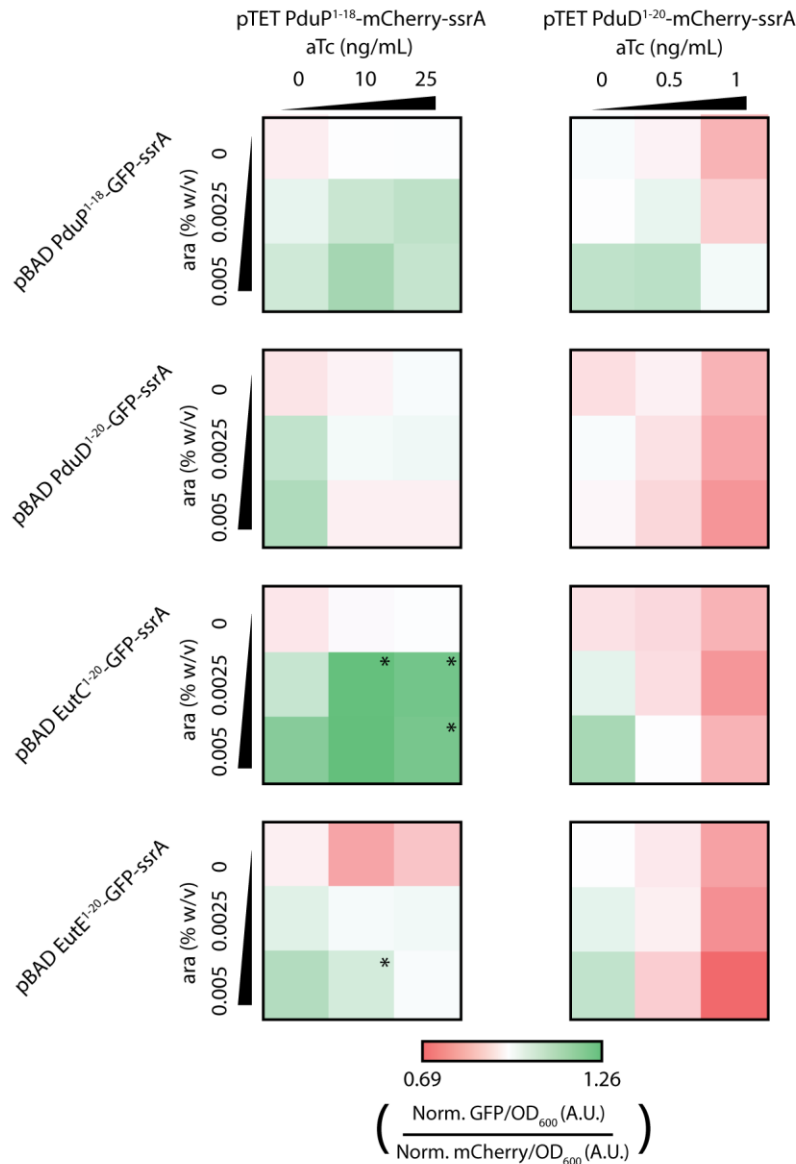 pTET PduP1-18-mCherry-ssrA
aTc (ng/mL)
0 10 25
pTET PduD1-20-mCherry-ssrA
aTc (ng/mL)
0 0.5 1
pBAD PduP1-18-GFP-ssrA
ara (% w/v)
0
0.0025
0.005
pBAD PduD1-20-GFP-ssrA
ara (% w/v)
0
0.0025
0.005
pBAD EutC1-20-GFP-ssrA
ara (% w/v)
0
0.0025
0.005
* *
*
pBAD EutE1-20-GFP-ssrA
ara (% w/v)
0
0.0025
0.005
*
0.69 1.26
( Norm. GFP/OD600 (A.U.)
Norm. mCherry/OD600 (A.U.) )